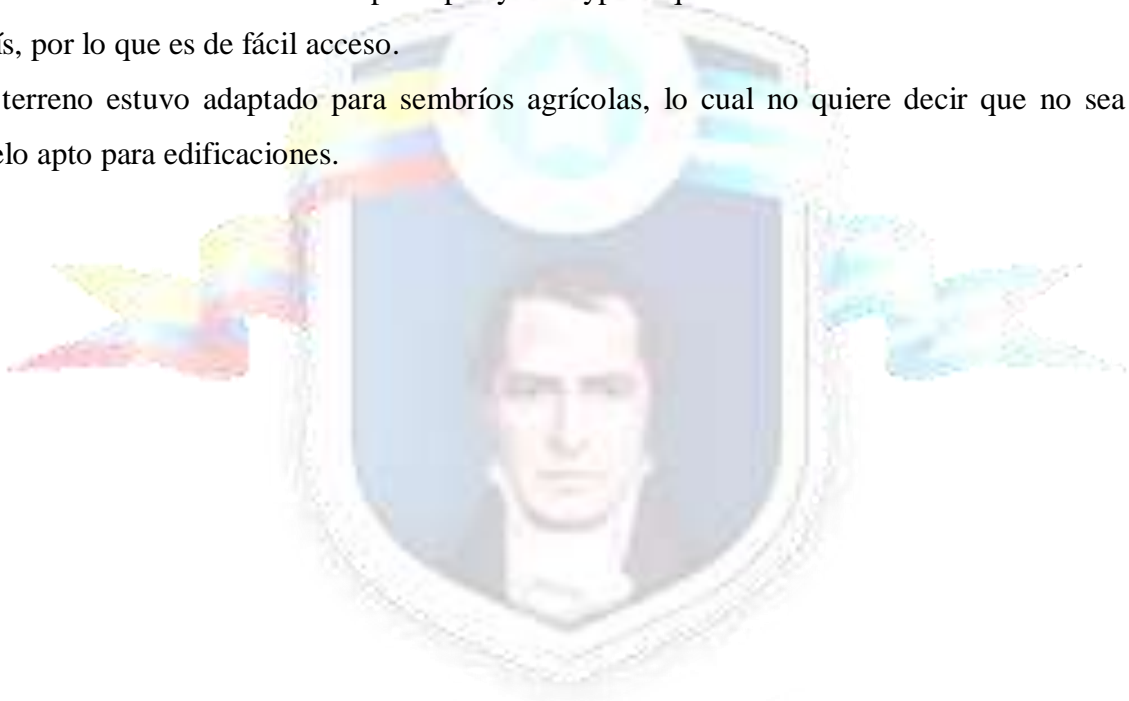 ís, por lo que es de fácil acceso.
terreno estuvo adaptado para sembríos agrícolas, lo cual no quiere decir que no sea
elo apto para edificaciones.